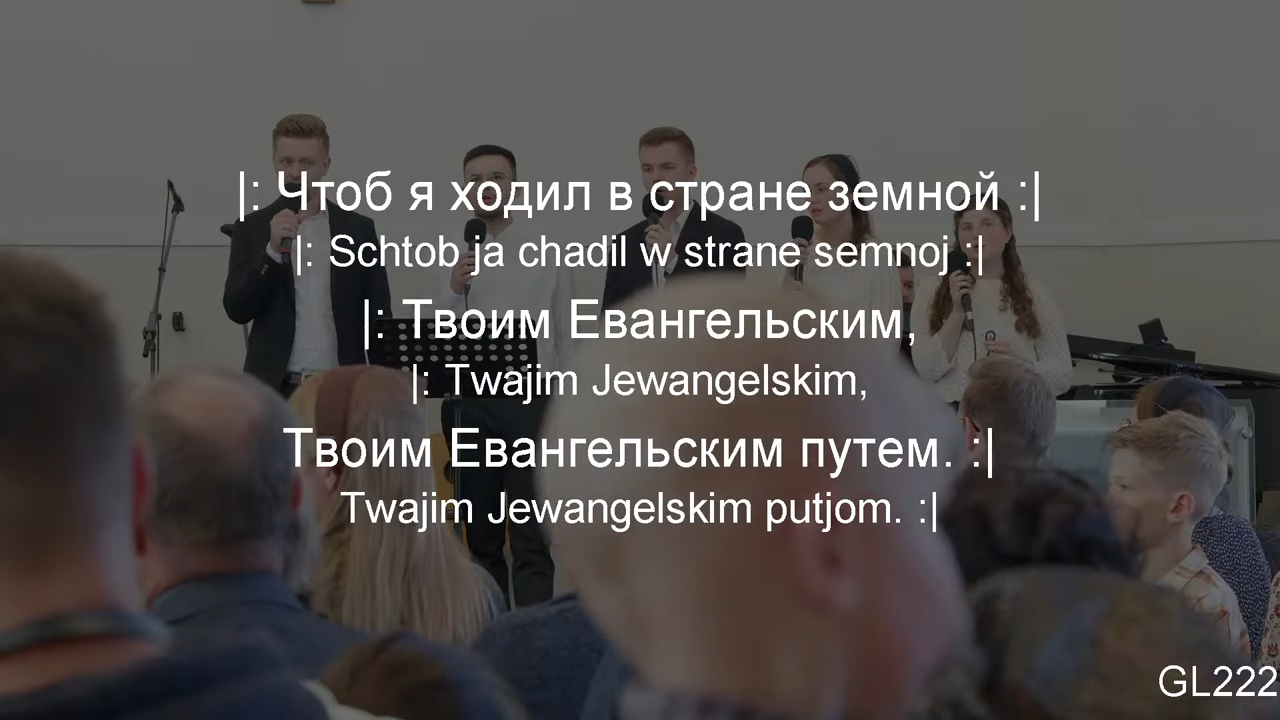 |: Чтоб я ходил в стране земной :|
|: Schtob ja chadil w strane semnoj :|
|: Твоим Евангельским,
|: Twajim Jewangelskim,
Твоим Евангельским путем. :|
Twajim Jewangelskim putjom. :|
GL222